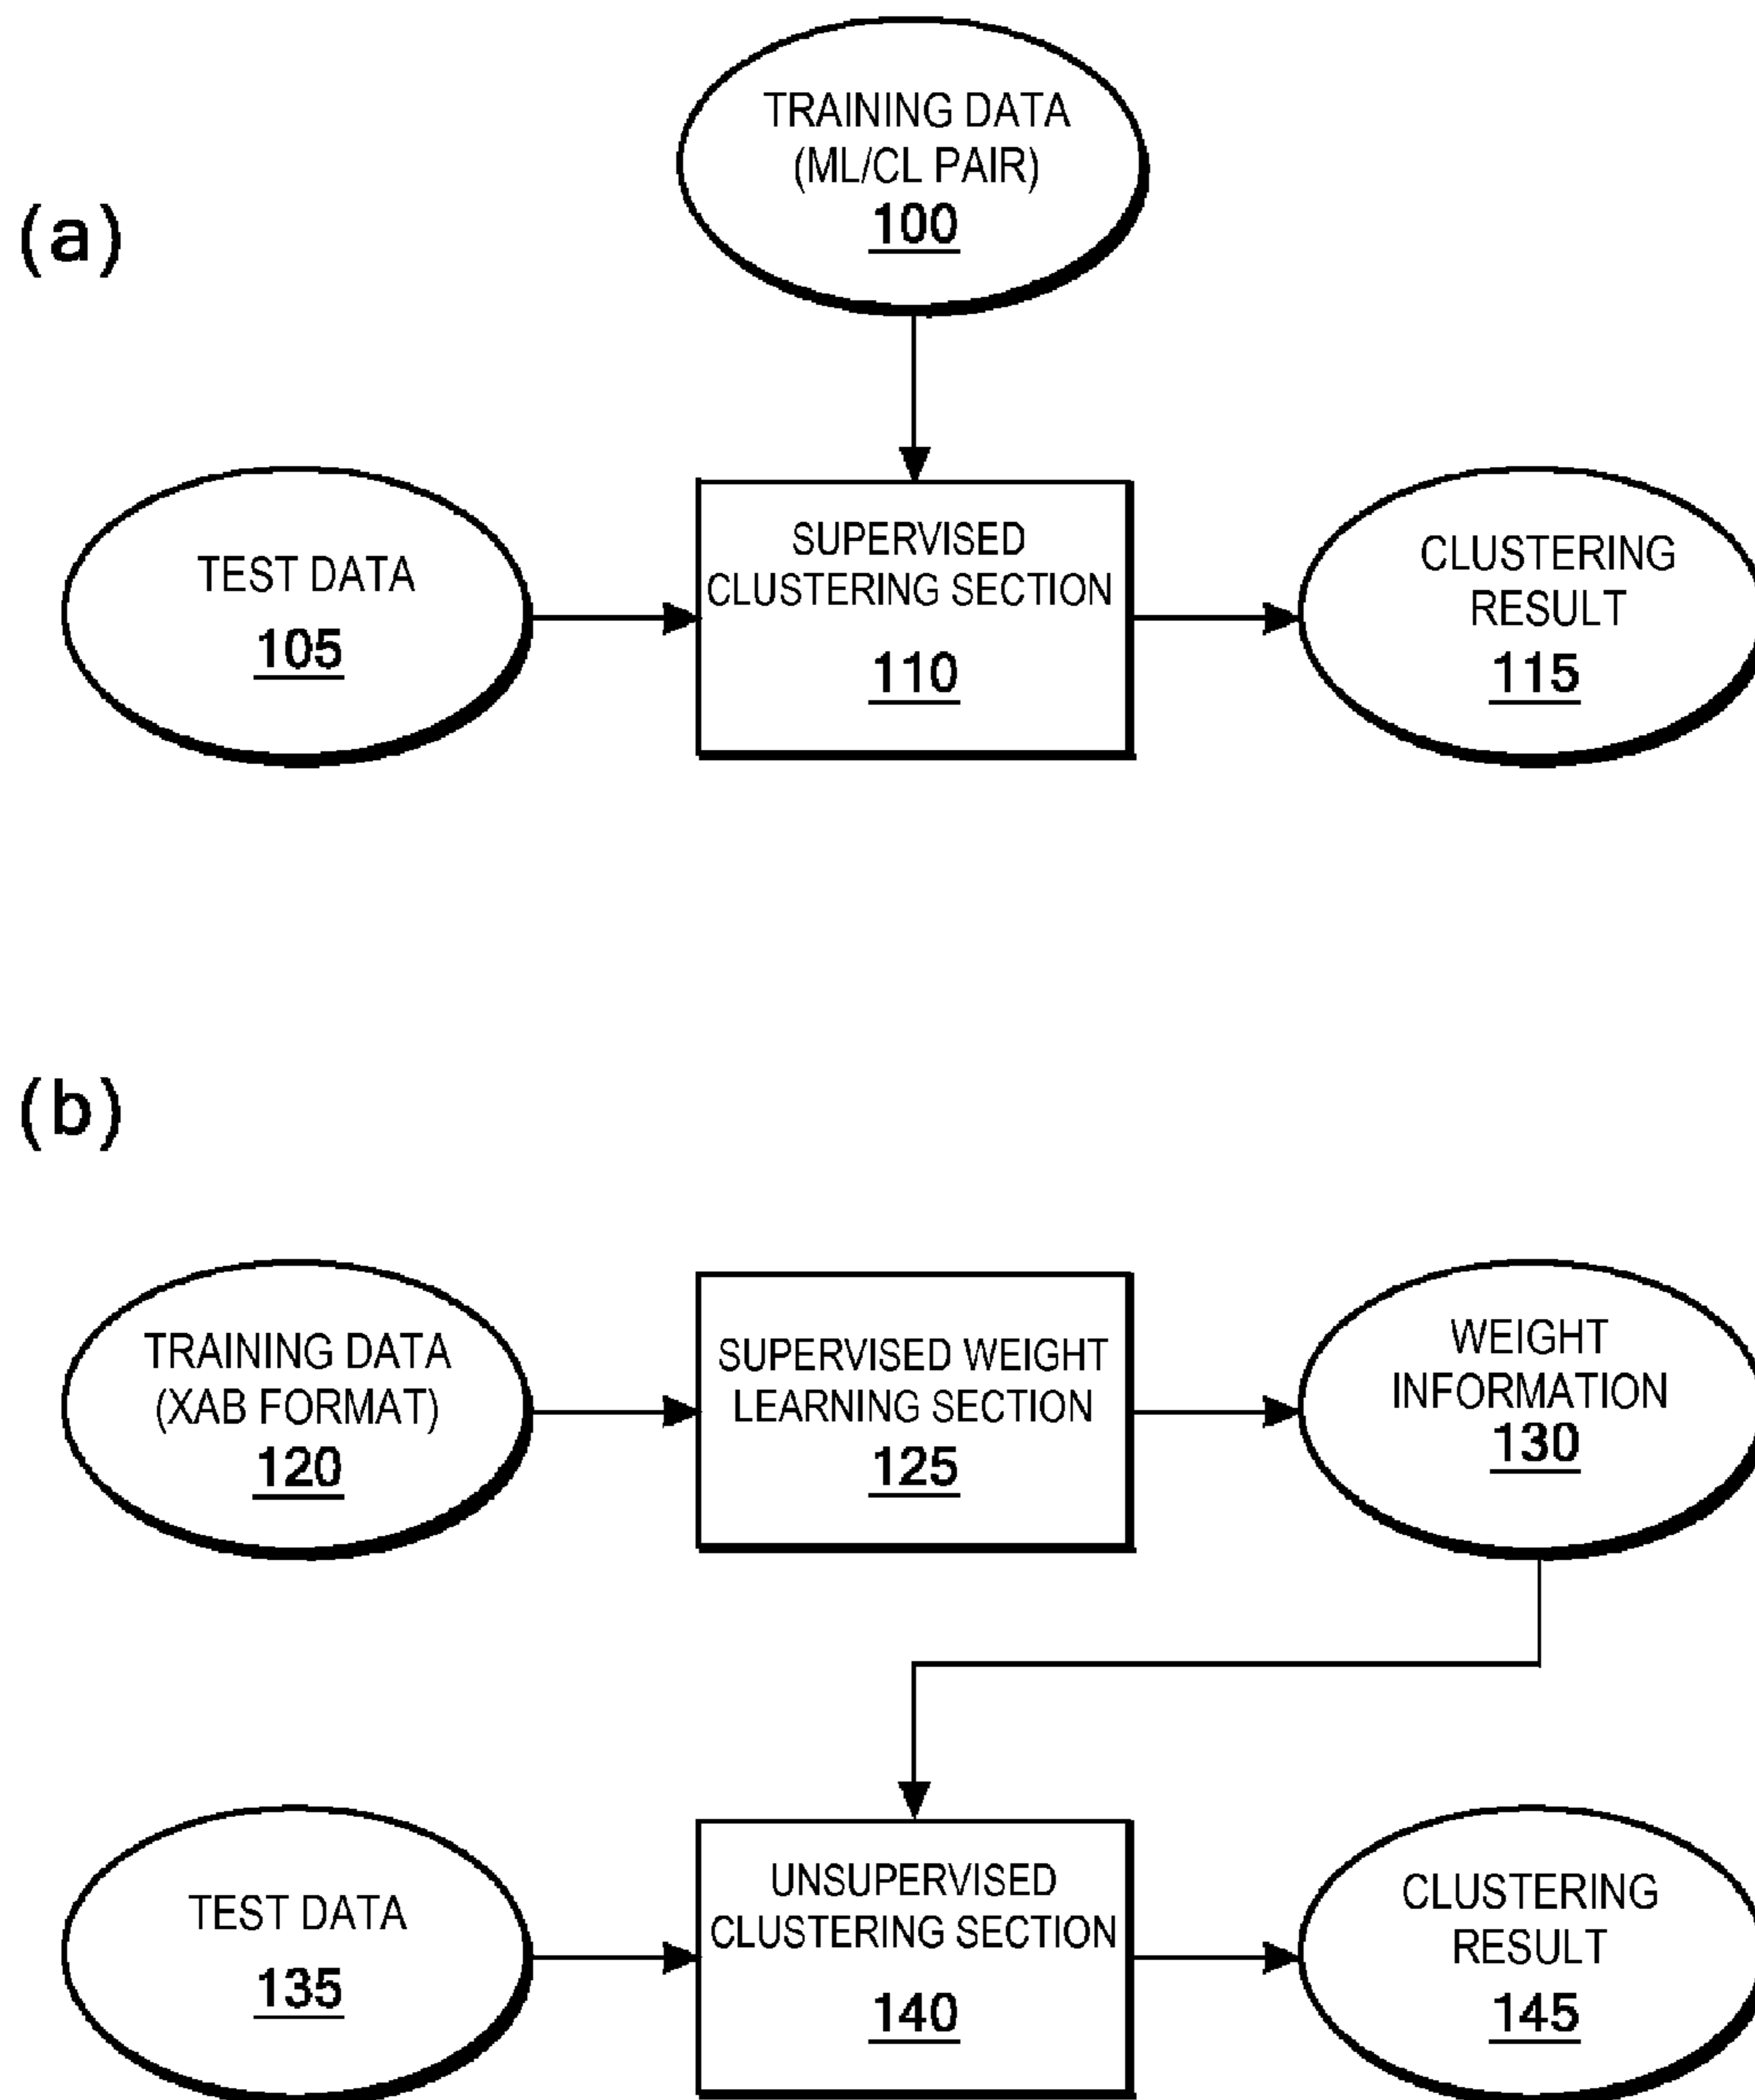 (a)
TRAINING DATA
(ML/CL PAIR)
100
TEST DATA
105
SUPERVISED
CLUSTERING SECTION
110
CLUSTERING
RESULT
115
(b)
TRAINING DATA
(XAB FORMAT)
120
SUPERVISED WEIGHT
LEARNING SECTION
125
WEIGHT
INFORMATION
130
TEST DATA
135
UNSUPERVISED
CLUSTERING SECTION
140
CLUSTERING
RESULT
145